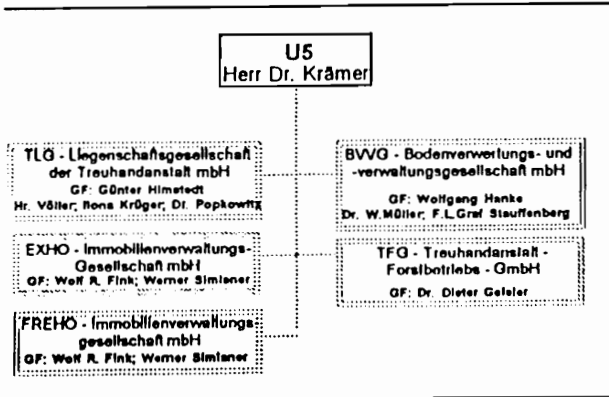 U5
Herr Dr. Krämer
TLG - Liegenschaftsgesellschaft
der Treuhandanstalt mbH
GF: Günter Himstedt
Hr. Völler; Ilona Krüger; Dr. Popkowitz
BVVG - Bodenverwertungs- und
-verwaltungsgesellschaft mbH
GF: Wolfgang Hanke
Dr. W.Müller; F.L.Graf Stauffenberg
EXHO - Immobilienverwaltungs-
Gesellschaft mbH
GF: Wolf R. Fink; Werner Simianer
TFG - Treuhandanstalt -
Forstbetriebs - GmbH
GF: Dr. Dieter Geisler
FREHO - Immobilienverwaltungs-
gesellschaft mbH
GF: Wolf R. Fink; Werner Simianer